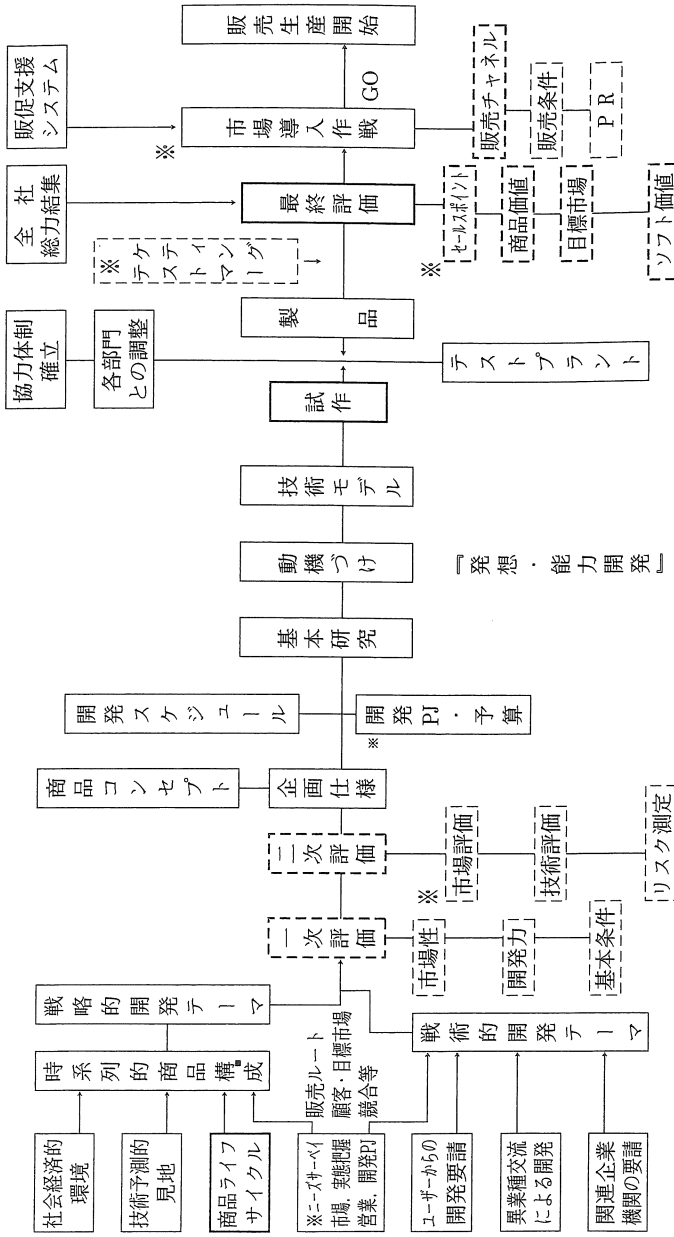 社会経済的
環境
技術予測的
見地
商品ライフ
サイクル
※ニーズサーベイ
市場、実態把握
営業、開発PJ
ユーザーからの
開発要請
異業種交流
による開発
関連企業
機関の要請
時系列的商品構成
戦略的開発テーマ
販売ルート
顧客・目標市場
競合等
戦術的開発テーマ
一次評価
市場性
開発力
基本条件
二次評価
※
市場評価
技術評価
リスク測定
商品コンセプト
企画仕様
開発スケジュール
※
開発PJ・予算
基本研究
動機づけ
技術モデル
『発想・能力開発』
試作
協力体制
確立
各部門
との調整
テストプラント
製品
※
テスティング
ケートマー
全社
総力結集
最終評価
※
セールスポイント
商品価値
目標市場
ソフト価値
販促支援
システム
※
市場導入作戦
GO
販売チャネル
販売条件
PR
販売生産開始